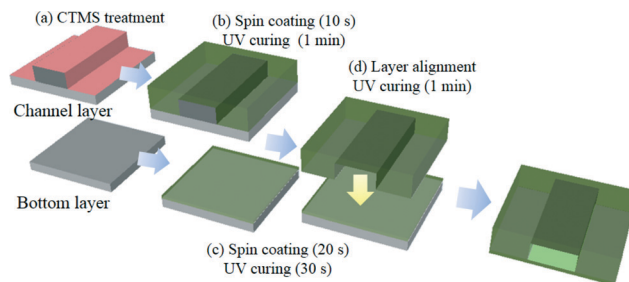 (a) CTMS treatment
(b) Spin coating (10 s)
UV curing (1 min)
(d) Layer alignment
UV curing (1 min)
Channel layer
Bottom layer
(c) Spin coating (20 s)
UV curing (30 s)